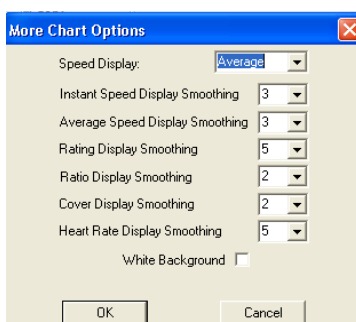 More Chart Options
Speed Display: Average
Instant Speed Display Smoothing 3
Average Speed Display Smoothing 3
Rating Display Smoothing 5
Ratio Display Smoothing 2
Cover Display Smoothing 2
Heart Rate Display Smoothing 5
White Background
OK Cancel